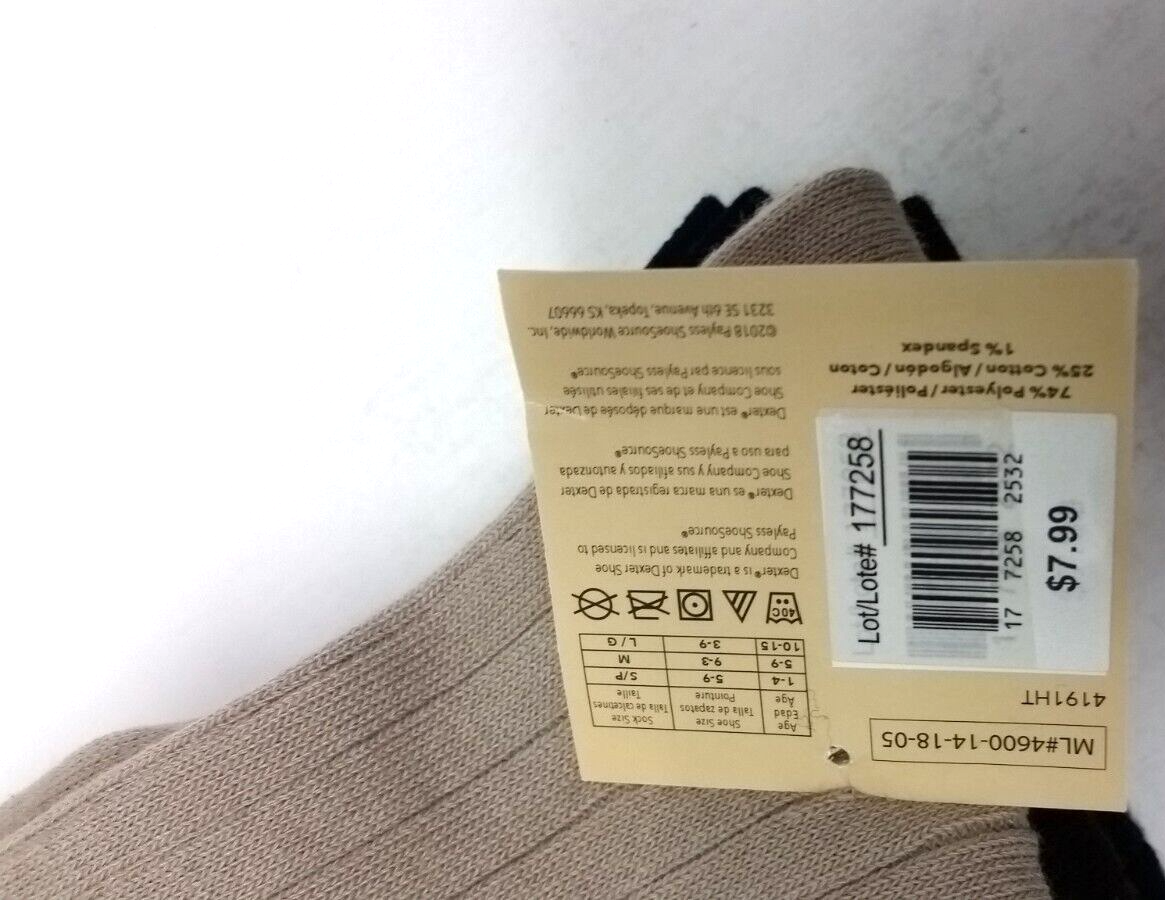 ML#4600-14-18-05
4191HT
Lot/Lote# 177258
17 7258 2532
$7.99
74% Polyester / Poliéster
25% Cotton / Algodón / Coton
1% Spandex
Age Edad Age
Shoe Size Talla de zapatos Pointure
Sock Size Talla de calcetines Taille
1-4 5-9 S/P
5-9 9-3 M
10-15 3-9 L / G
40C
Dexter® is a trademark of Dexter Shoe
Company and affiliates and is licensed to
Payless ShoeSource®
Dexter® es una marca registrada de Dexter
Shoe Company y sus afiliados y autorizada
para uso a Payless ShoeSource®
Dexter® est une marque déposée de Dexter
Shoe Company et de ses filiales utilisée
sous licence par Payless ShoeSource®
©2018 Payless ShoeSource Worldwide, Inc.
3231 SE 6th Avenue, Topeka, KS 66607